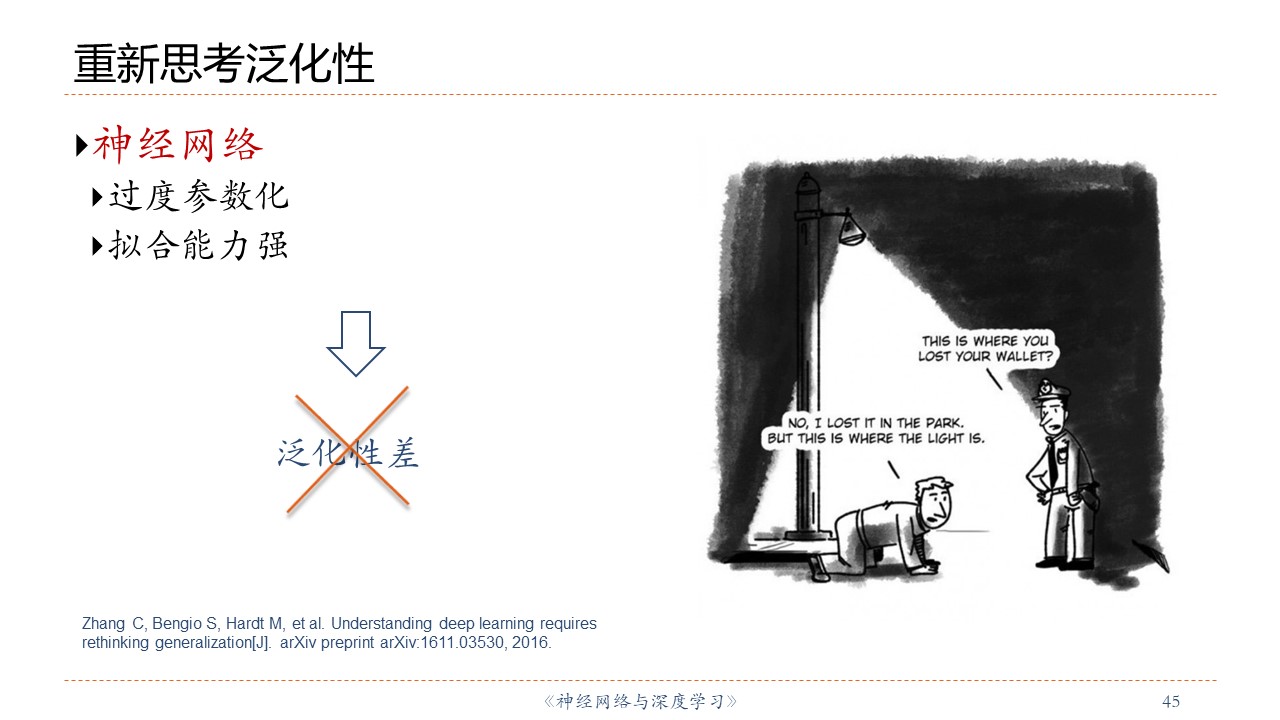 重新思考泛化性
神经网络
过度参数化
拟合能力强
泛化性差
THIS IS WHERE YOU
LOST YOUR WALLET?
NO, I LOST IT IN THE PARK.
BUT THIS IS WHERE THE LIGHT IS.
Zhang C, Bengio S, Hardt M, et al. Understanding deep learning requires
rethinking generalization[J]. arXiv preprint arXiv:1611.03530, 2016.
《神经网络与深度学习》
45